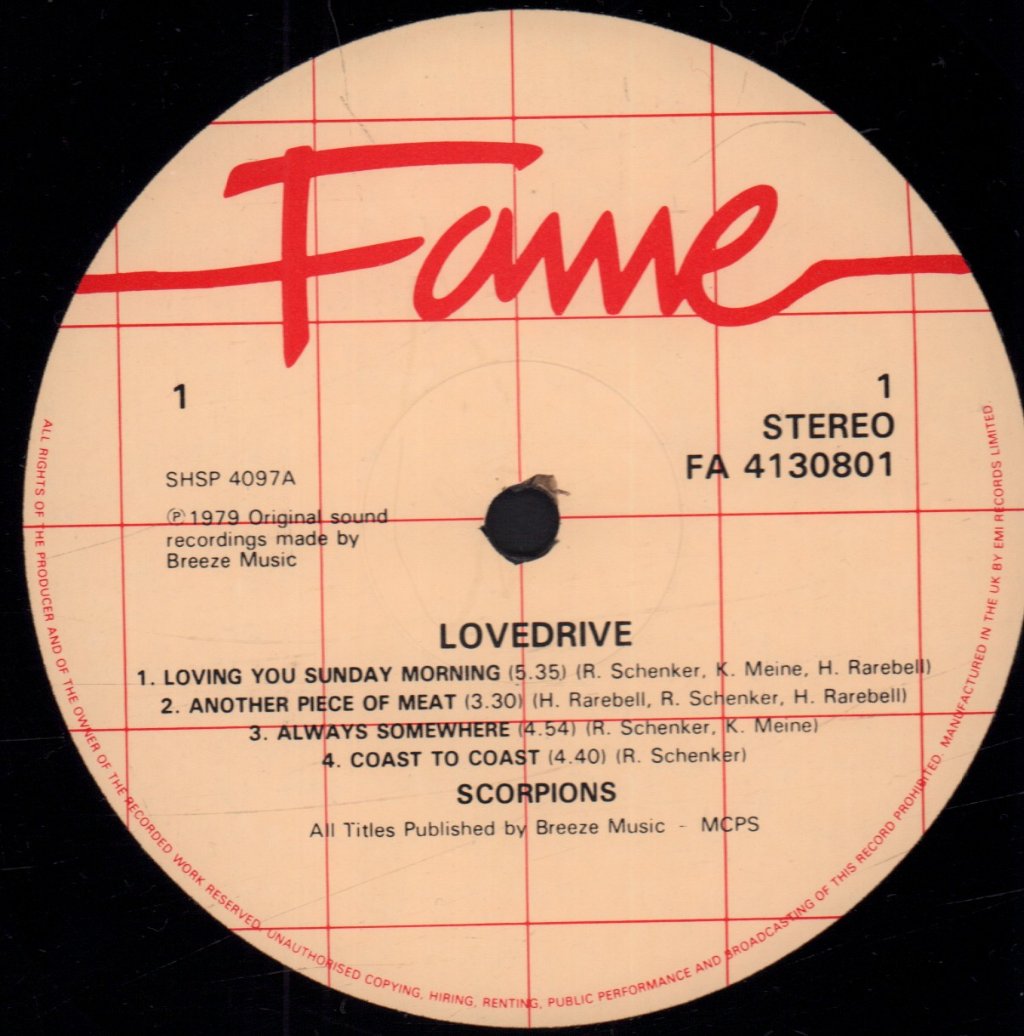 Fame
1
1
STEREO
FA 4130801
SHSP 4097A
Ⓟ 1979 Original sound
recordings made by
Breeze Music
LOVEDRIVE
1. LOVING YOU SUNDAY MORNING (5.35) (R. Schenker, K. Meine, H. Rarebell)
2. ANOTHER PIECE OF MEAT (3.30) (H. Rarebell, R. Schenker, H. Rarebell)
3. ALWAYS SOMEWHERE (4.54) (R. Schenker, K. Meine)
4. COAST TO COAST (4.40) (R. Schenker)
SCORPIONS
All Titles Published by Breeze Music - MCPS
ALL RIGHTS OF THE PRODUCER AND OF THE OWNER OF THE RECORDED WORK RESERVED. UNAUTHORISED COPYING, HIRING, RENTING, PUBLIC PERFORMANCE AND BROADCASTING OF THIS RECORD PROHIBITED. MANUFACTURED IN THE UK BY EMI RECORDS LIMITED.